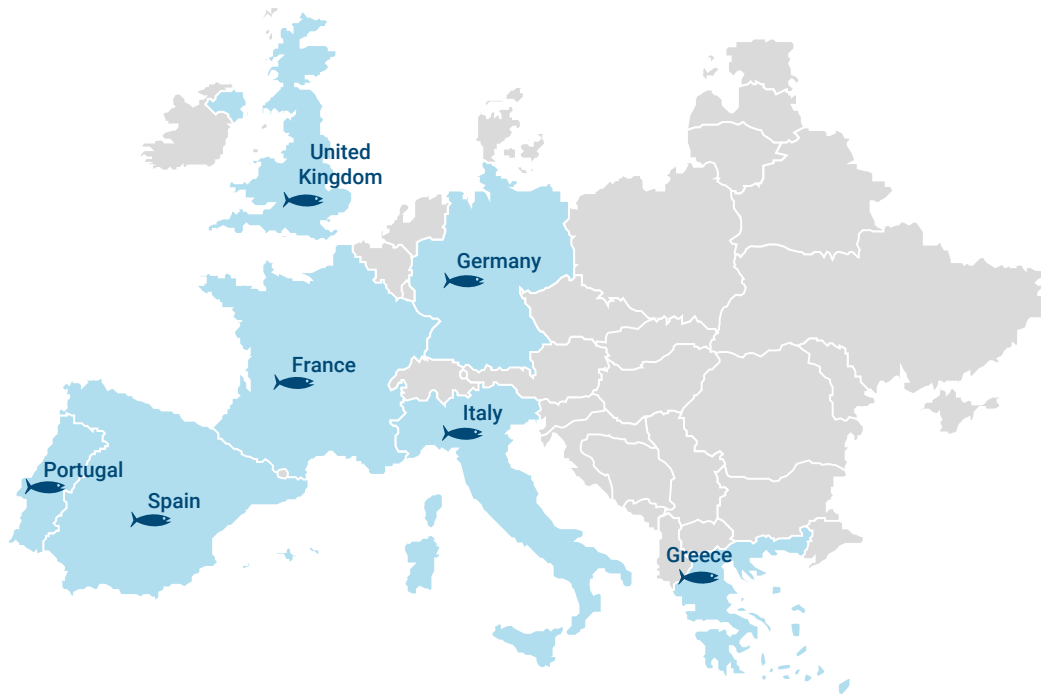 United
Kingdom
Germany
France
Italy
Portugal
Spain
Greece